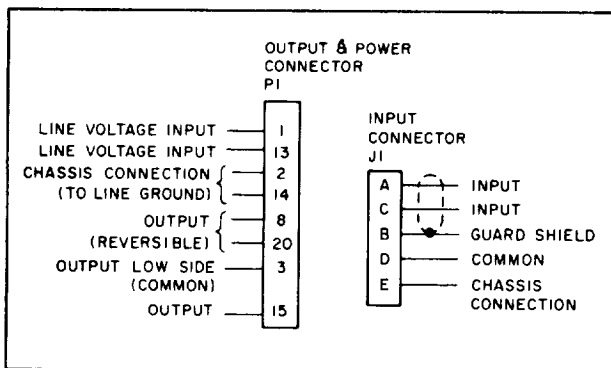 OUTPUT & POWER
CONNECTOR
P1
LINE VOLTAGE INPUT 1
LINE VOLTAGE INPUT 13
CHASSIS CONNECTION 2
(TO LINE GROUND) 14
OUTPUT 8
(REVERSIBLE) 20
OUTPUT LOW SIDE 3
(COMMON)
OUTPUT 15
INPUT
CONNECTOR
J1
A INPUT
C INPUT
B GUARD SHIELD
D COMMON
E CHASSIS
CONNECTION